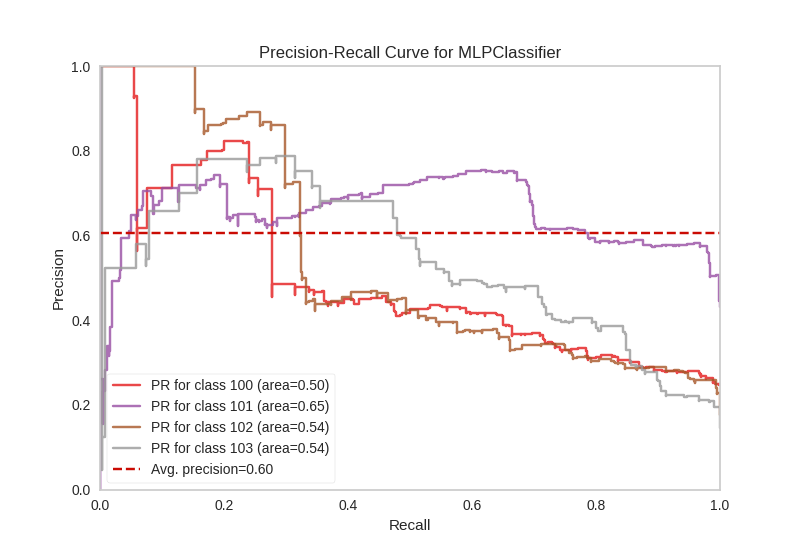 Precision-Recall Curve for MLPClassifier
1.0
0.8
0.6
0.4
0.2
0.0
Precision
PR for class 100 (area=0.50)
PR for class 101 (area=0.65)
PR for class 102 (area=0.54)
PR for class 103 (area=0.54)
Avg. precision=0.60
0.0 0.2 0.4 0.6 0.8 1.0
Recall